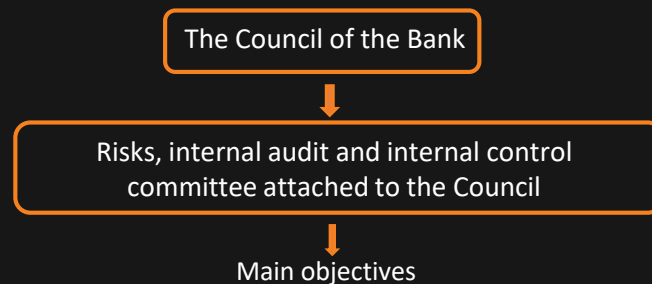 The Council of the Bank
Risks, internal audit and internal control
committee attached to the Council
Main objectives